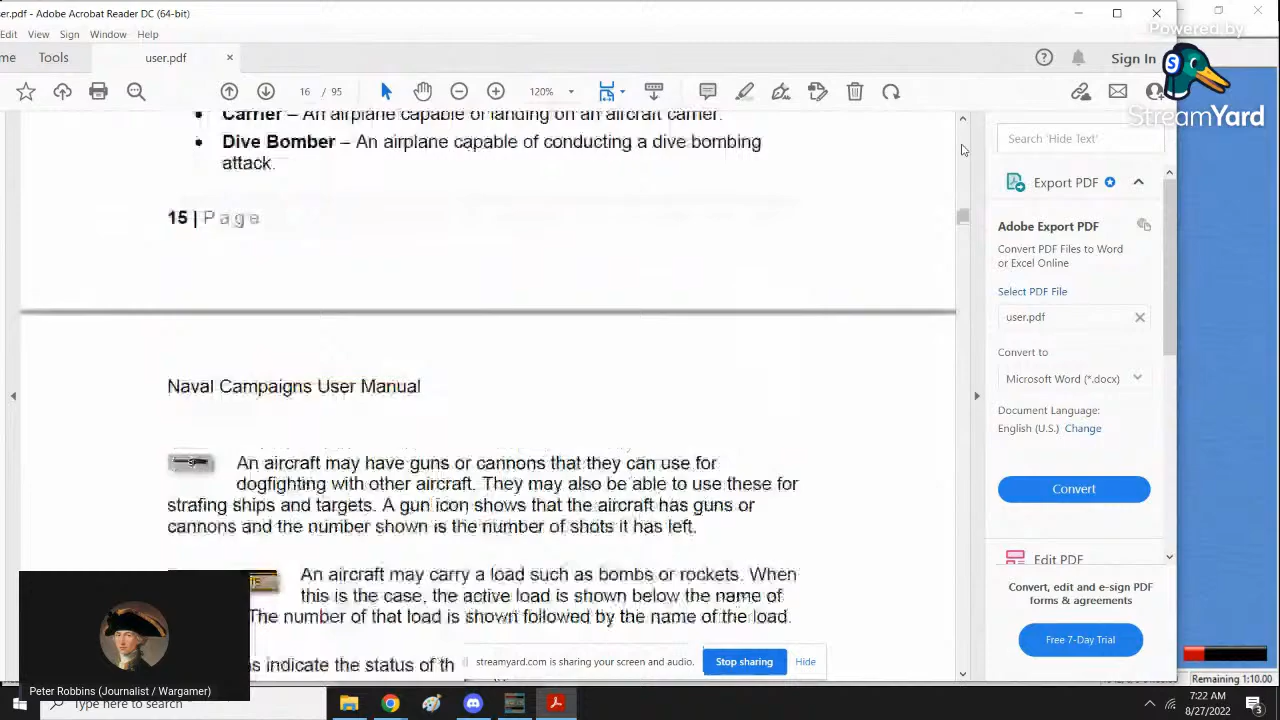 ser.pdf - Adobe Acrobat Reader DC (64-bit)
Edit View Sign Window Help
Powered by
StreamYard
me Tools user.pdf
Sign In
16 / 95
120%
Carrier – An airplane capable of landing on an aircraft carrier.
Dive Bomber – An airplane capable of conducting a dive bombing
attack.
15 | Page
Naval Campaigns User Manual
An aircraft may have guns or cannons that they can use for
dogfighting with other aircraft. They may also be able to use these for
strafing ships and targets. A gun icon shows that the aircraft has guns or
cannons and the number shown is the number of shots it has left.
An aircraft may carry a load such as bombs or rockets. When
this is the case, the active load is shown below the name of
The number of that load is shown followed by the name of the load.
s indicate the status of th
Search 'Hide Text'
Export PDF
Adobe Export PDF
Convert PDF Files to Word
or Excel Online
Select PDF File
user.pdf
Convert to
Microsoft Word (*.docx)
Document Language:
English (U.S.) Change
Convert
Edit PDF
Convert, edit and e-sign PDF
forms & agreements
Free 7-Day Trial
streamyard.com is sharing your screen and audio.
Stop sharing
Hide
Peter Robbins (Journalist / Wargamer)
Type here to search
Remaining 1:10.00
7:22 AM
8/27/2022
3